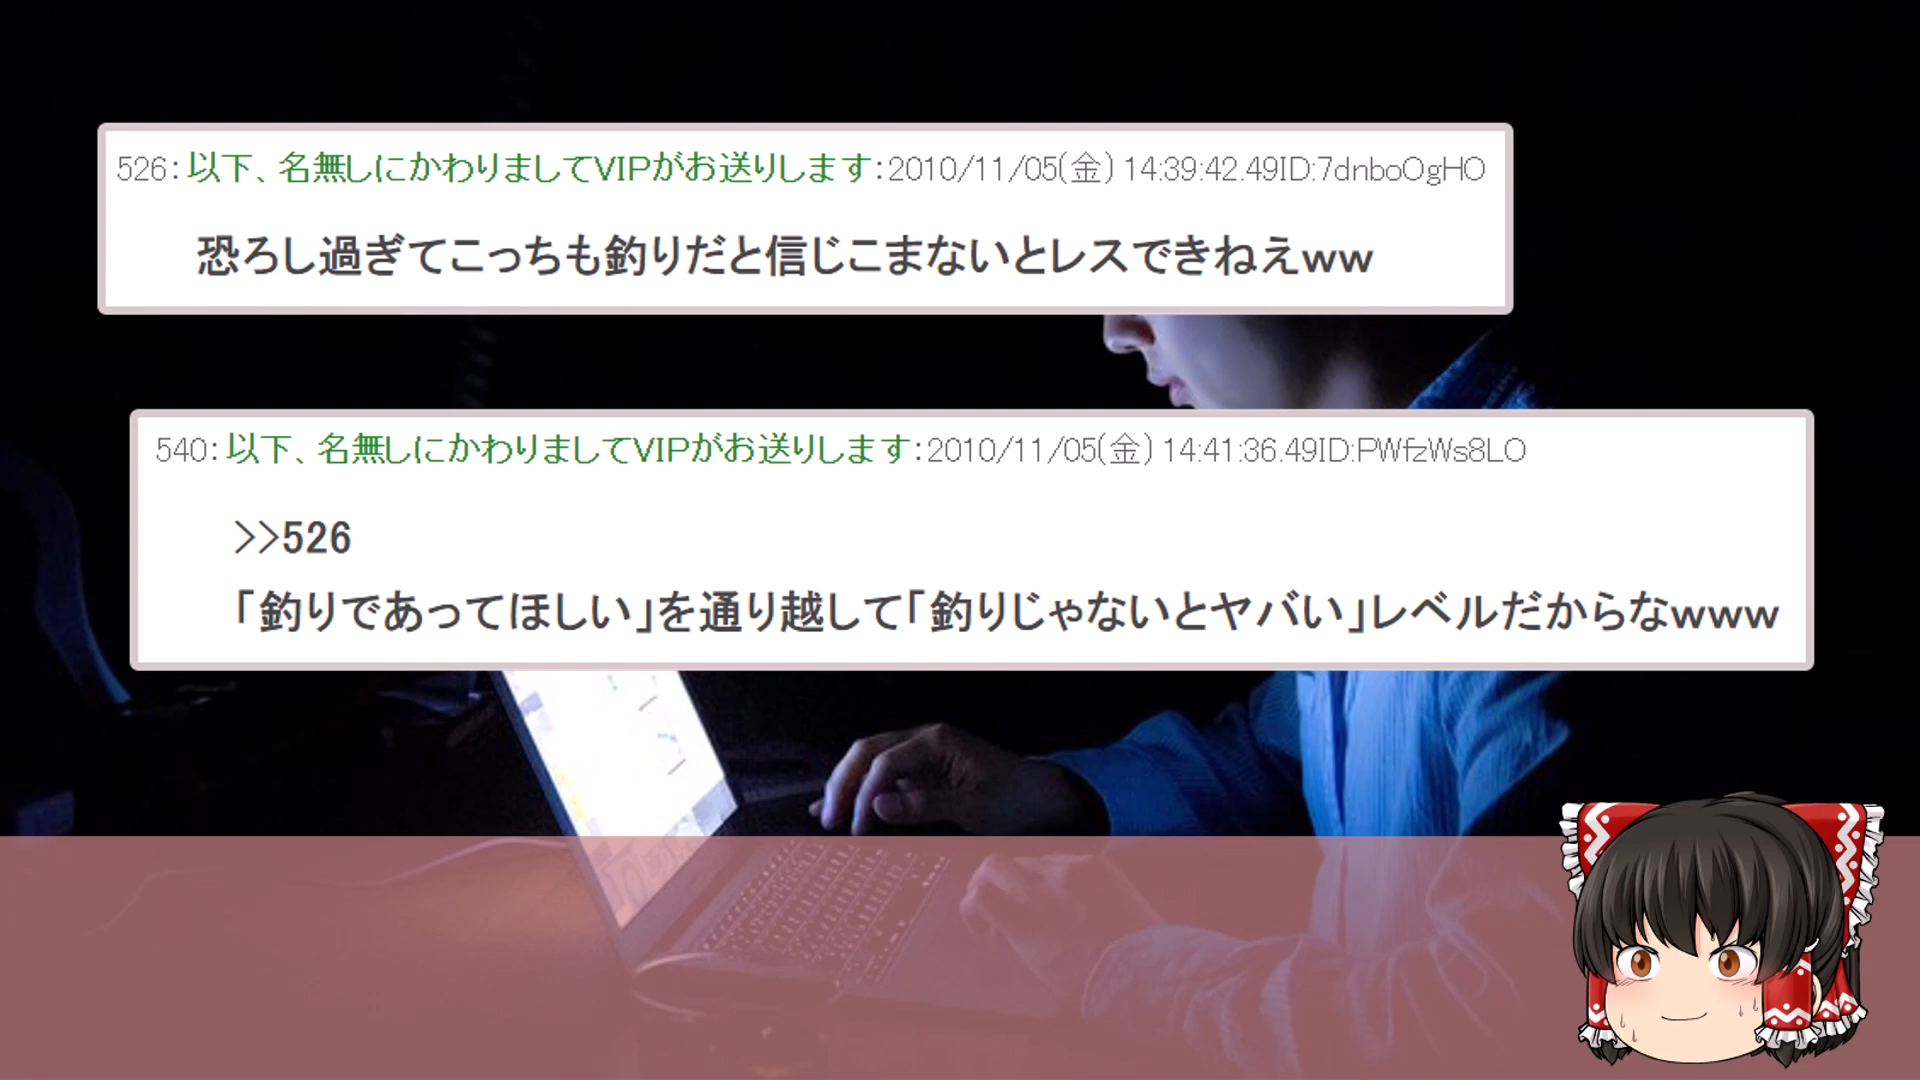 526：以下、名無しにかわりましてVIPがお送りします：2010/11/05(金) 14:39:42.49ID:7dnboOgHO
恐ろし過ぎてこっちも釣りだと信じこまないとレスできねえww
540：以下、名無しにかわりましてVIPがお送りします：2010/11/05(金) 14:41:36.49ID:PWfzWs8LO
>>526
「釣りであってほしい」を通り越して「釣りじゃないとヤバい」レベルだからなwww